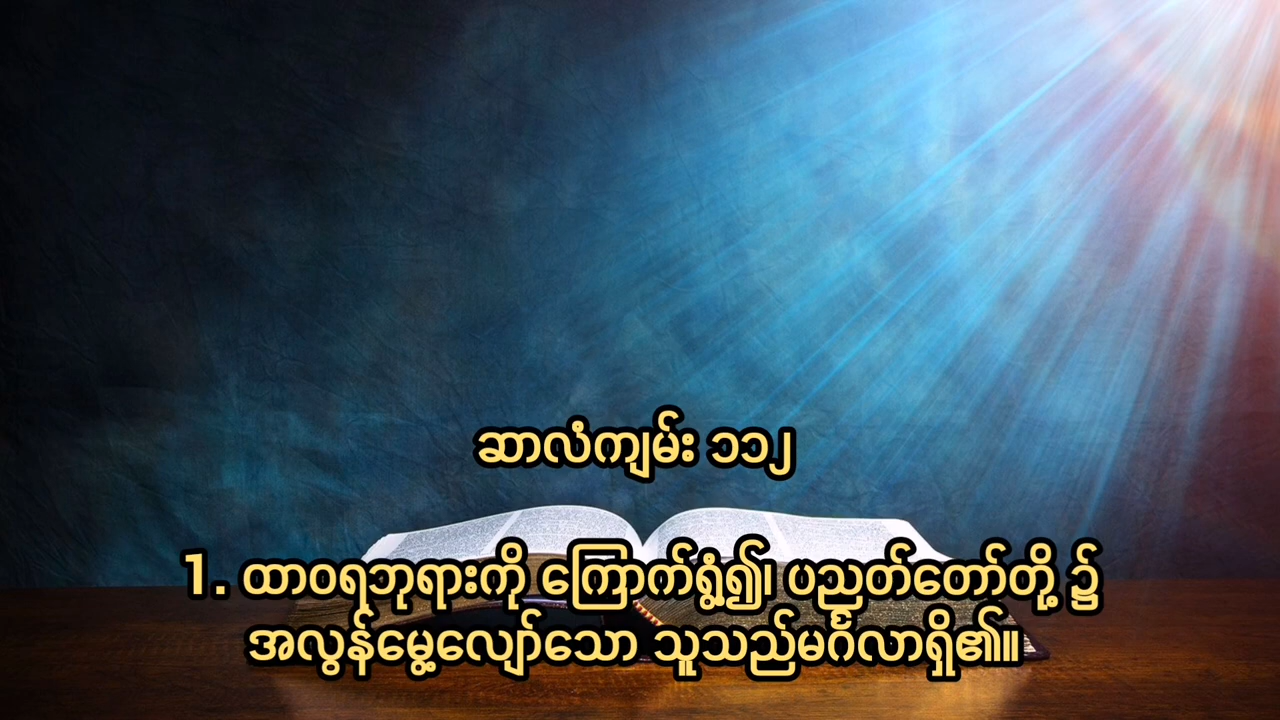 ဆာလံကျမ်း ၁၁၂
1. ထာဝရဘုရားကို ကြောက်ရွံ့၍၊ ပညတ်တော်တို့ ၌
အလွန်မွေ့လျော်သော သူသည်မင်္ဂလာရှိ၏။